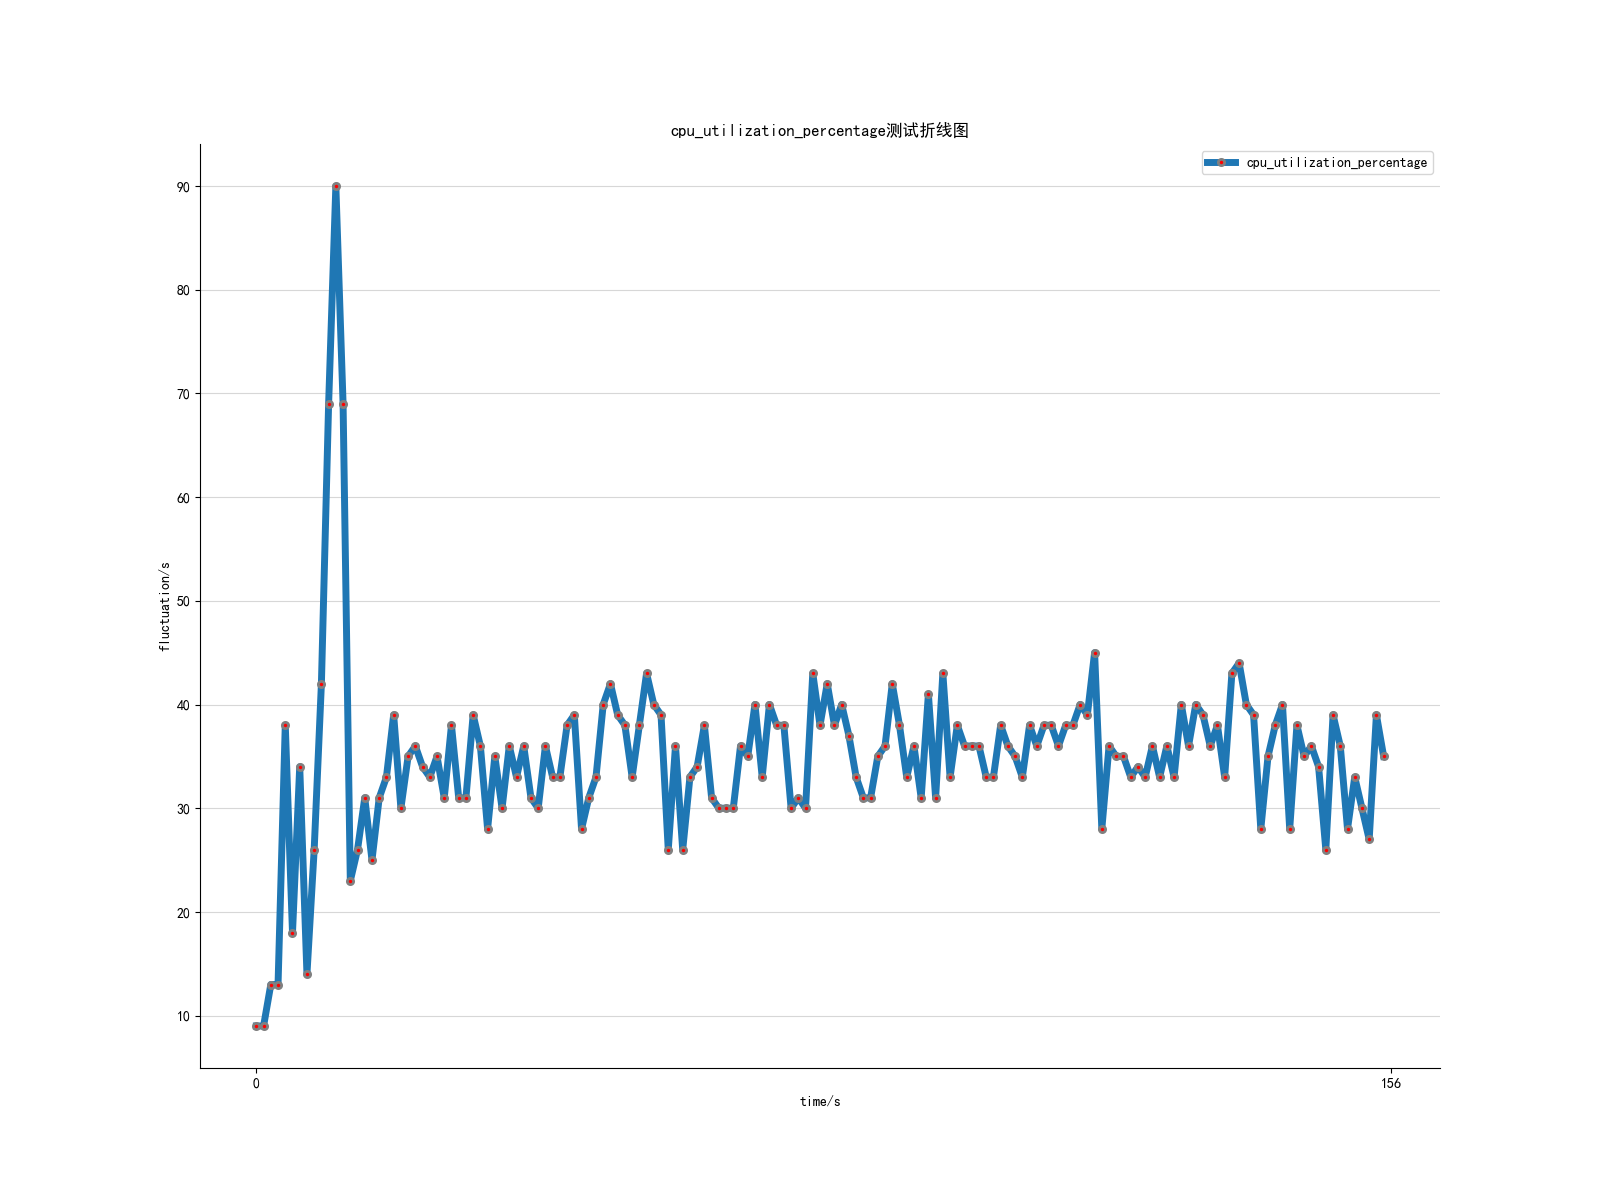 cpu_utilization_percentage测试折线图
cpu_utilization_percentage
90
80
70
60
50
40
30
20
10
fluctuation/s
0
156
time/s